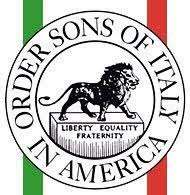 ORDER SONS OF ITALY
IN AMERICA
LIBERTY EQUALITY
FRATERNITY